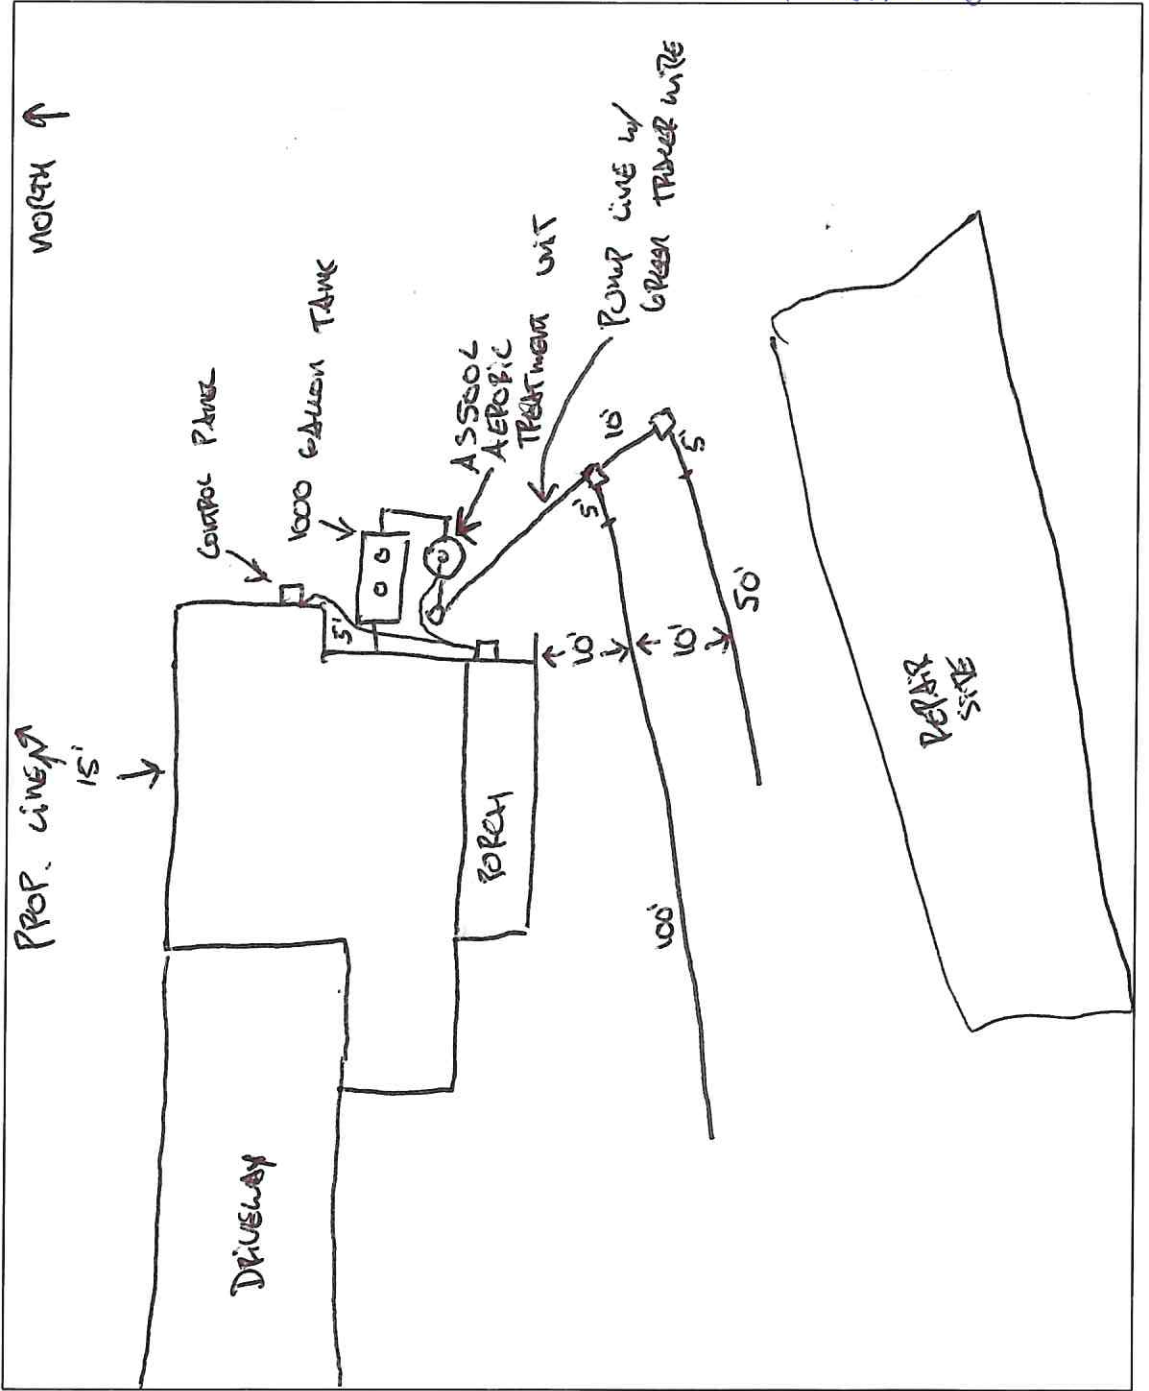 NORTH ↑
PROP. LINE
15'
CONTROL PANEL
1000 GALLON TANK
AS500L
AEROBIC
TREATMENT UNIT
PUMP LINE W/
GREEN TRACER WIRE
5'
10'
5'
5'
10'
10'
50'
100'
PORCH
DRIVEWAY
REPAIR
SITE